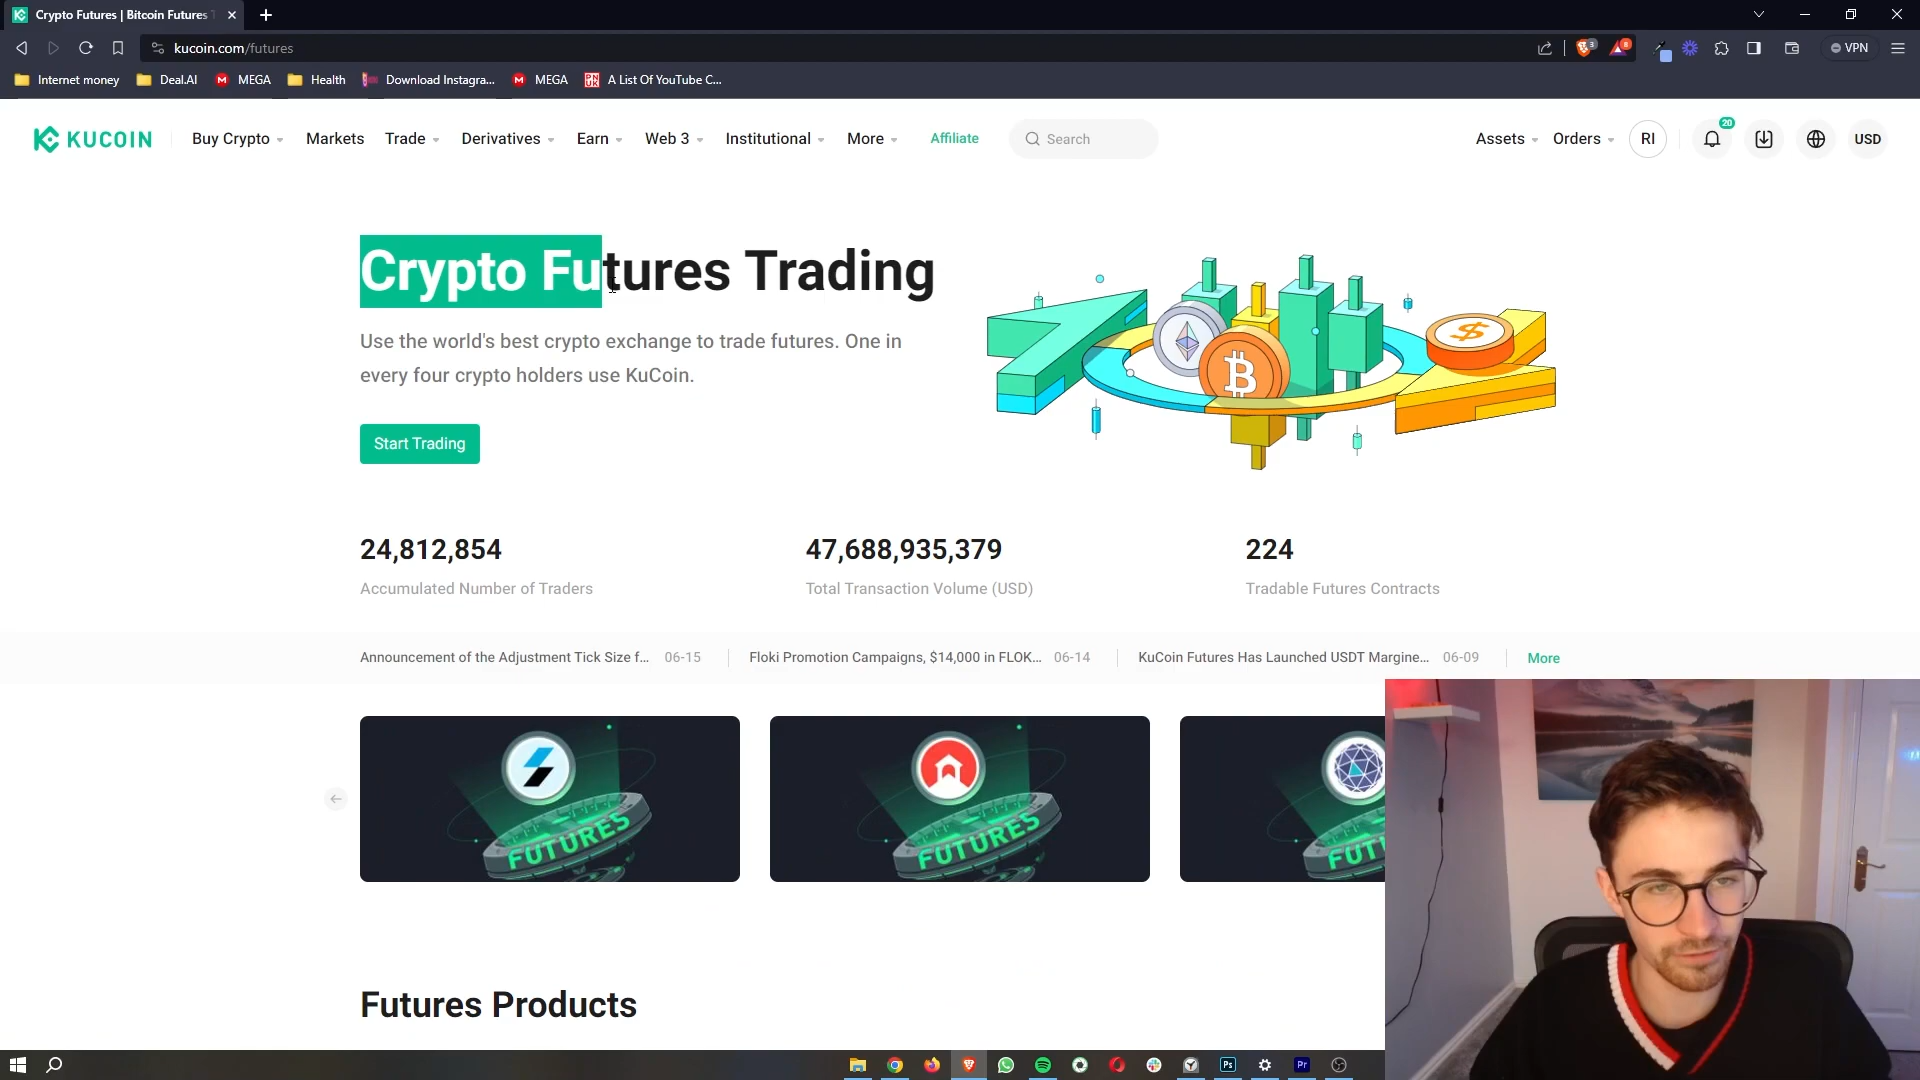 Crypto Futures | Bitcoin Futures T
kucoin.com/futures
VPN
Internet money
Deal.AI
MEGA
Health
Download Instagra...
MEGA
A List Of YouTube C...
KUCOIN
Buy Crypto
Markets
Trade
Derivatives
Earn
Web 3
Institutional
More
Affiliate
Search
Assets
Orders
RI
20
USD
Crypto Futures Trading
Use the world's best crypto exchange to trade futures. One in
every four crypto holders use KuCoin.
Start Trading
24,812,854
Accumulated Number of Traders
47,688,935,379
Total Transaction Volume (USD)
224
Tradable Futures Contracts
Announcement of the Adjustment Tick Size f... 06-15
Floki Promotion Campaigns, $14,000 in FLOK... 06-14
KuCoin Futures Has Launched USDT Margine... 06-09
More
FUTURES
FUTURES
FUT
Futures Products
Ps
Pr